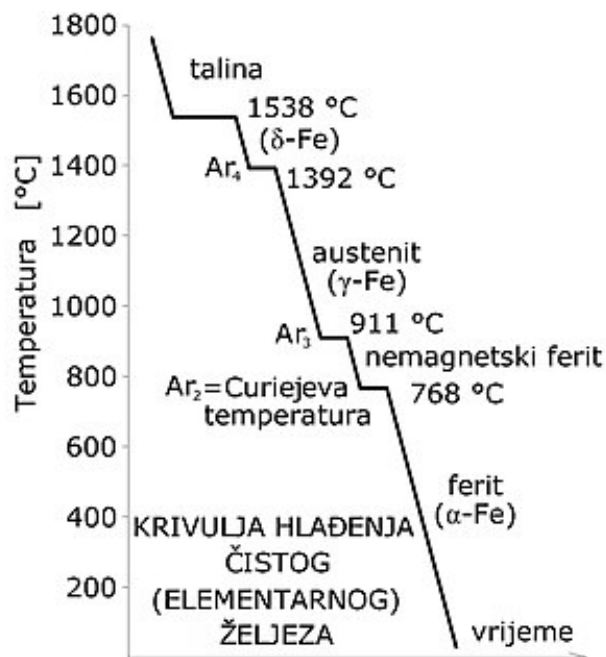 1800
talina
1600
1538 °C
(δ-Fe)
1400
Ar₄
1392 °C
1200
austenit
(γ-Fe)
1000
Ar₃
911 °C
nemagnetski ferit
800
Ar₂=Curiejeva
temperatura
768 °C
600
ferit
(α-Fe)
400
KRIVULJA HLAĐENJA
ČISTOG
(ELEMENTARNOG)
ŽELJEZA
200
vrijeme
Temperatura [°C]